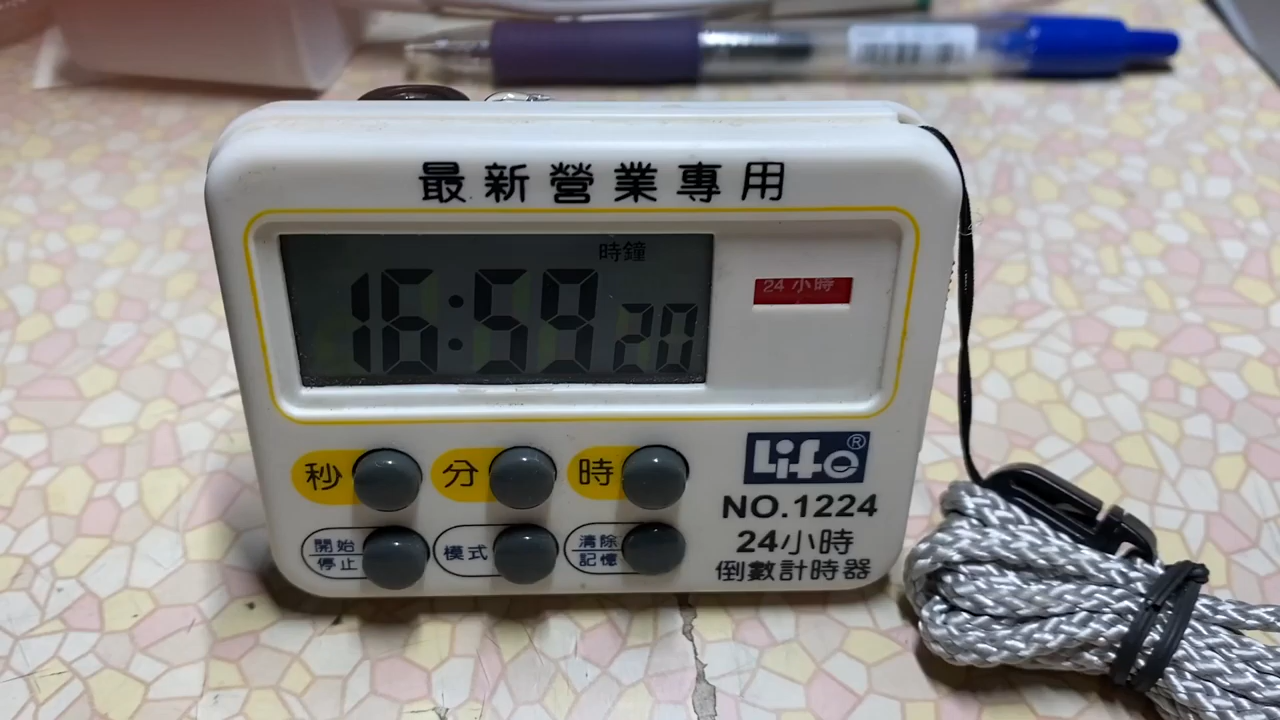 最新營業專用
時鐘
16:59 20
24 小時
秒 分 時
開始
停止
模式
清除
記憶
Life®
NO.1224
24小時
倒數計時器